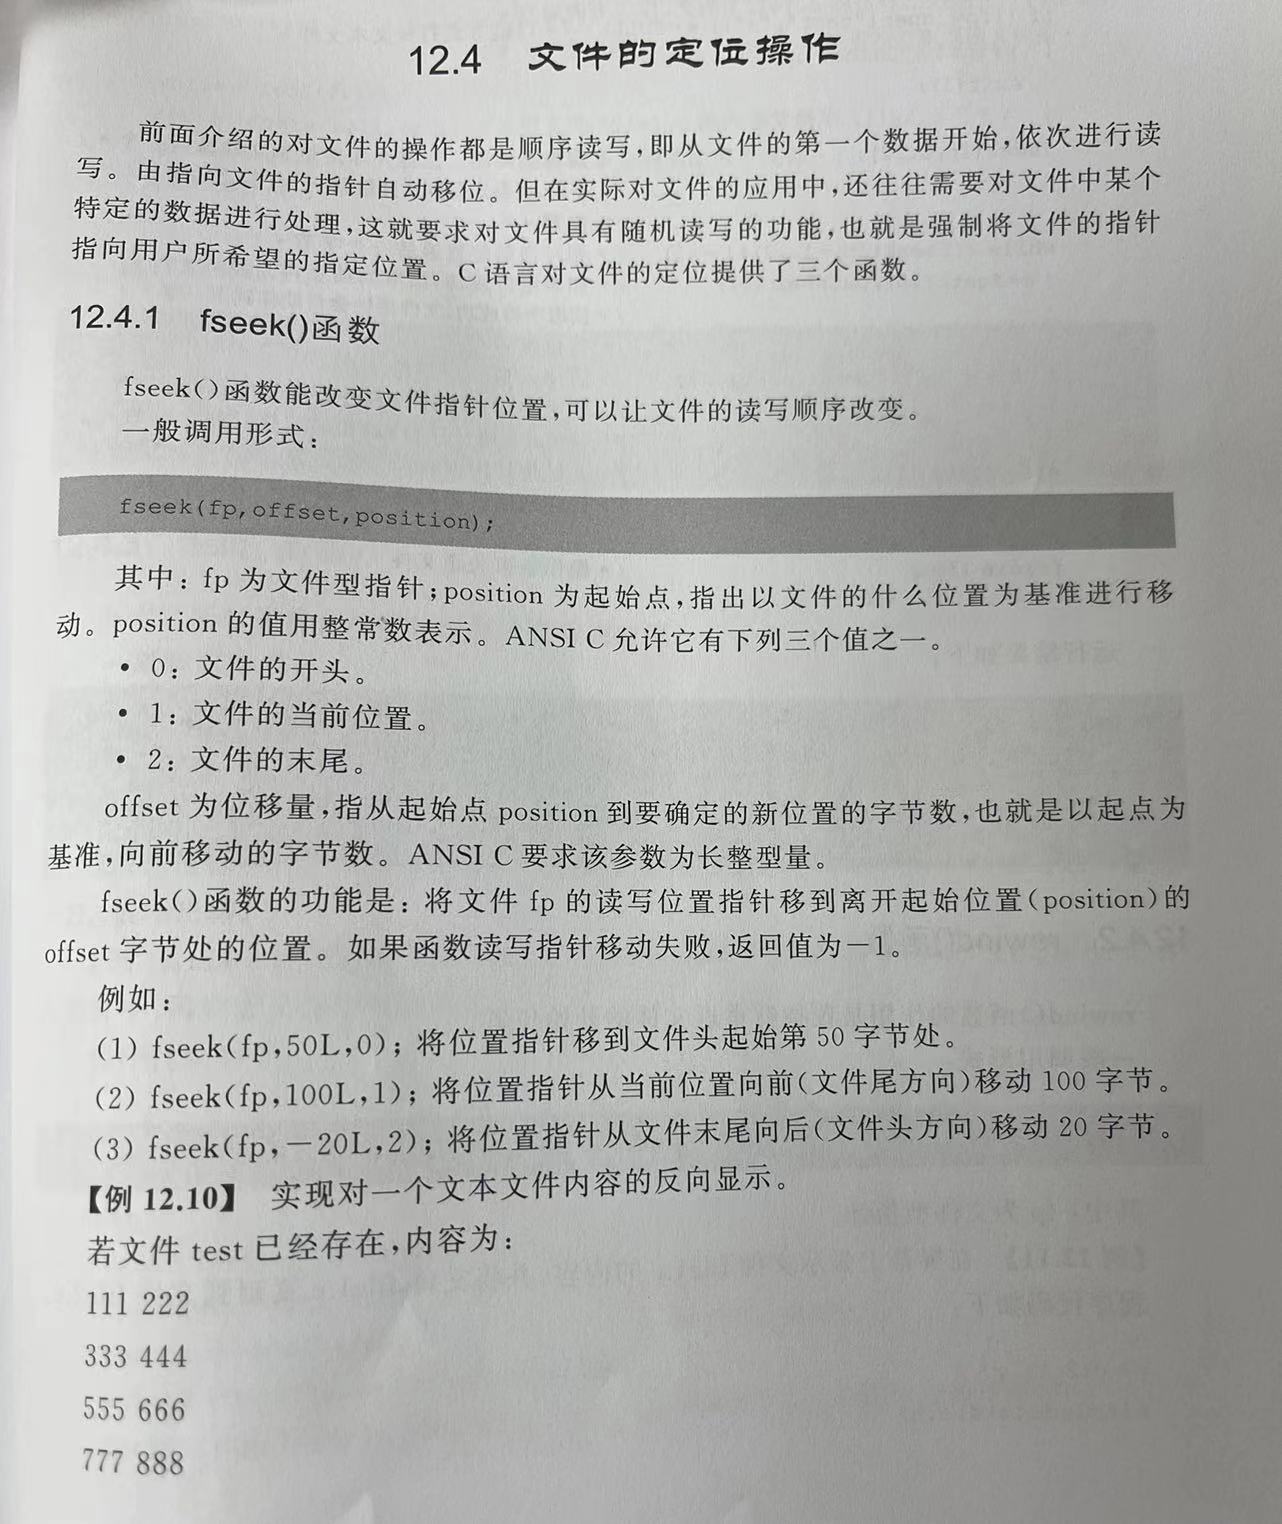 12.4 文件的定位操作
前面介绍的对文件的操作都是顺序读写,即从文件的第一个数据开始,依次进行读
写。由指向文件的指针自动移位。但在实际对文件的应用中,还往往需要对文件中某个
特定的数据进行处理,这就要求对文件具有随机读写的功能,也就是强制将文件的指针
指向用户所希望的指定位置。C 语言对文件的定位提供了三个函数。
12.4.1 fseek()函数
fseek()函数能改变文件指针位置,可以让文件的读写顺序改变。
一般调用形式:
fseek(fp,offset,position);
其中: fp 为文件型指针;position 为起始点,指出以文件的什么位置为基准进行移
动。position 的值用整常数表示。ANSI C 允许它有下列三个值之一。
• 0: 文件的开头。
• 1: 文件的当前位置。
• 2: 文件的末尾。
offset 为位移量,指从起始点 position 到要确定的新位置的字节数,也就是以起点为
基准,向前移动的字节数。ANSI C 要求该参数为长整型量。
fseek()函数的功能是: 将文件 fp 的读写位置指针移到离开起始位置(position)的
offset 字节处的位置。如果函数读写指针移动失败,返回值为-1。
例如:
(1) fseek(fp,50L,0); 将位置指针移到文件头起始第 50 字节处。
(2) fseek(fp,100L,1); 将位置指针从当前位置向前(文件尾方向)移动 100 字节。
(3) fseek(fp,-20L,2); 将位置指针从文件末尾向后(文件头方向)移动 20 字节。
【例 12.10】 实现对一个文本文件内容的反向显示。
若文件 test 已经存在,内容为:
111 222
333 444
555 666
777 888